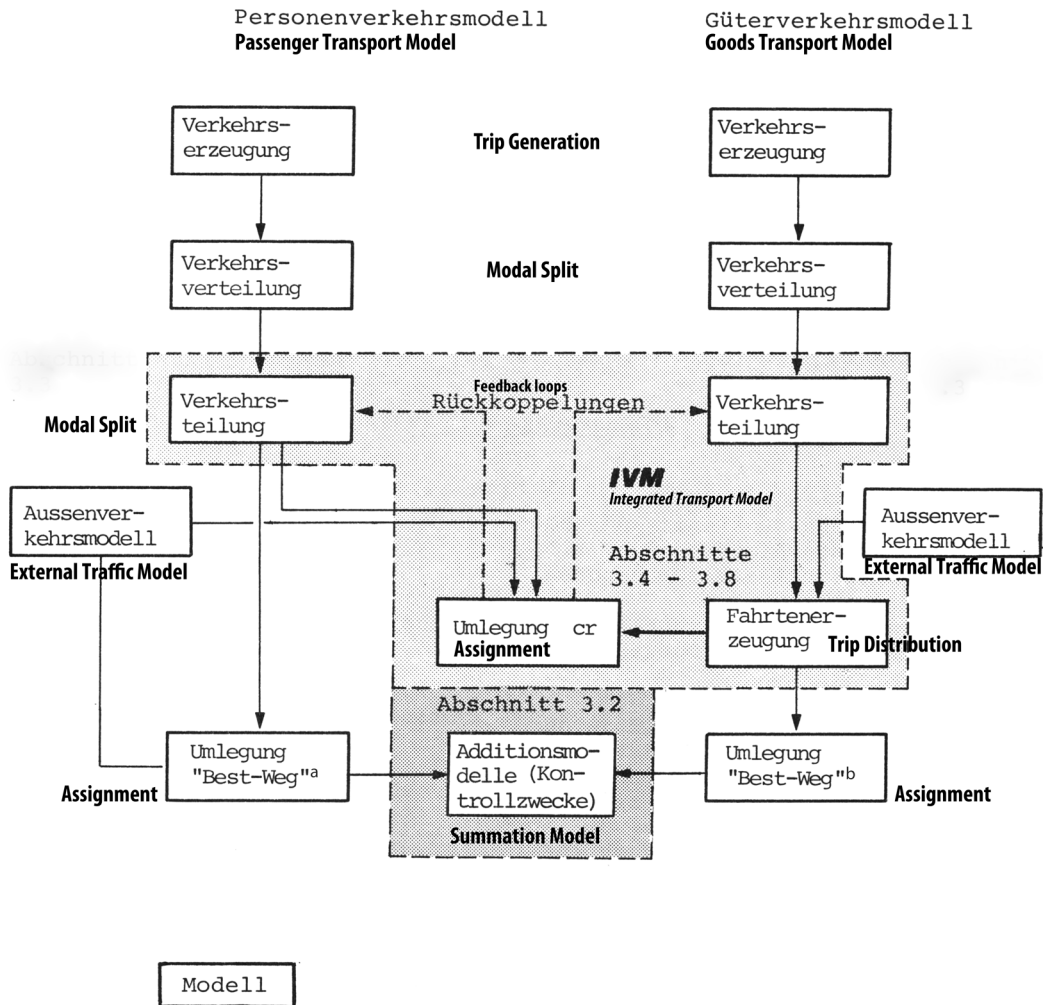 Personenverkehrsmodell
Passenger Transport Model
Güterverkehrsmodell
Goods Transport Model
Verkehrs-
erzeugung
Trip Generation
Verkehrs-
erzeugung
Verkehrs-
verteilung
Modal Split
Verkehrs-
verteilung
Abschnitt
.3
Modal Split
Verkehrs-
teilung
Feedback loops
Rückkoppelungen
Verkehrs-
teilung
IVM
Integrated Transport Model
Aussenver-
kehrsmodell
External Traffic Model
Abschnitte
3.4 - 3.8
Aussenver-
kehrsmodell
External Traffic Model
Umlegung cr
Assignment
Fahrtener-
zeugung
Trip Distribution
Abschnitt 3.2
Umlegung
"Best-Weg"a
Assignment
Additionsmo-
delle (Kon-
trollzwecke)
Summation Model
Umlegung
"Best-Weg"b
Assignment
Modell